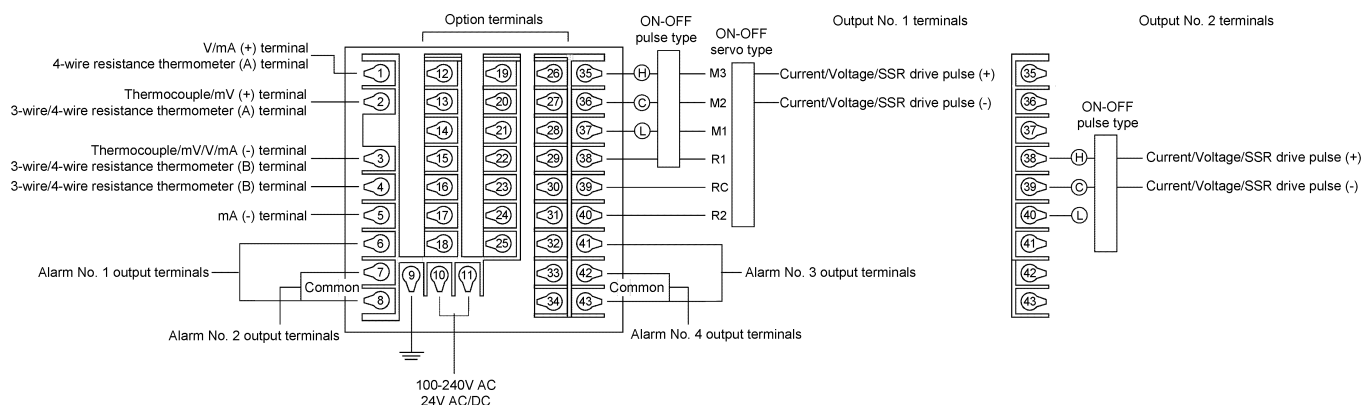 Option terminals
ON-OFF
pulse type
ON-OFF
servo type
Output No. 1 terminals
Output No. 2 terminals
V/mA (+) terminal
4-wire resistance thermometer (A) terminal
Thermocouple/mV (+) terminal
3-wire/4-wire resistance thermometer (A) terminal
Thermocouple/mV/V/mA (-) terminal
3-wire/4-wire resistance thermometer (B) terminal
3-wire/4-wire resistance thermometer (B) terminal
mA (-) terminal
Alarm No. 1 output terminals
Common
Alarm No. 2 output terminals
1
2
3
4
5
6
7
8
9
10
11
12
13
14
15
16
17
18
19
20
21
22
23
24
25
26
27
28
29
30
31
32
33
34
35
36
37
38
39
40
41
42
43
H
C
L
M3
M2
M1
R1
RC
R2
Current/Voltage/SSR drive pulse (+)
Current/Voltage/SSR drive pulse (-)
Alarm No. 3 output terminals
Common
Alarm No. 4 output terminals
100-240V AC
24V AC/DC
35
36
37
38
39
40
41
42
43
H
C
L
ON-OFF
pulse type
Current/Voltage/SSR drive pulse (+)
Current/Voltage/SSR drive pulse (-)